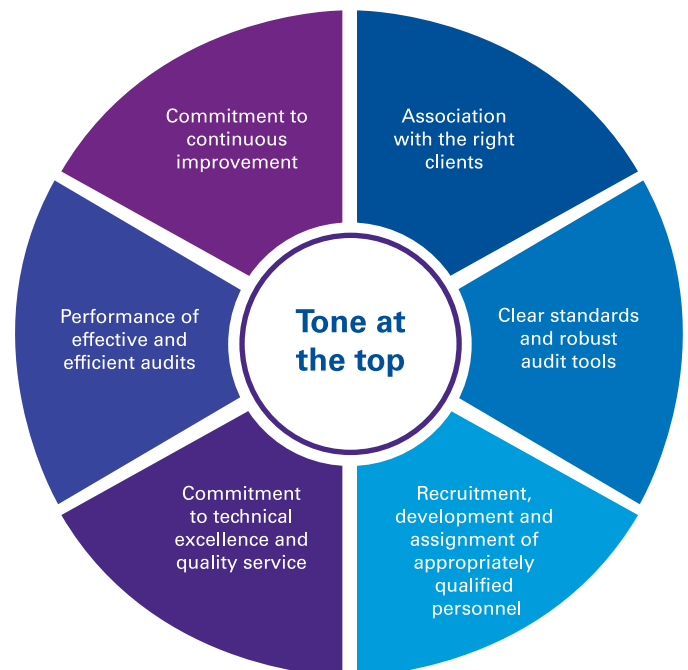 Commitment to
continuous
improvement
Association
with the right
clients
Performance of
effective and
efficient audits
Tone at
the top
Clear standards
and robust
audit tools
Commitment
to technical
excellence and
quality service
Recruitment,
development and
assignment of
appropriately
qualified
personnel